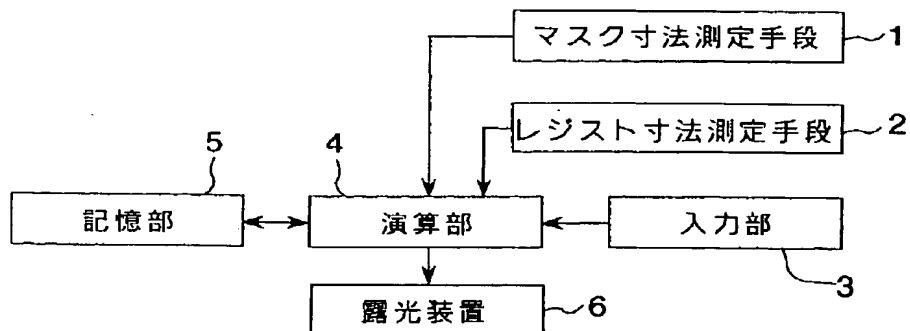 マスク寸法測定手段 1
レジスト寸法測定手段 2
5 4
記憶部 演算部 入力部
3
露光装置 6